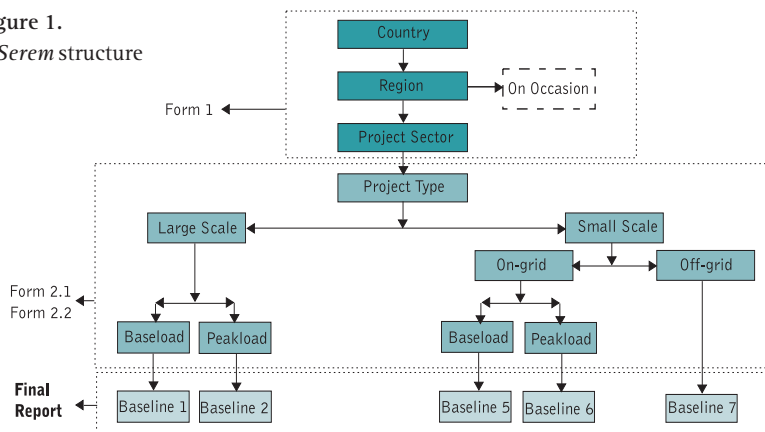 gure 1.
Serem structure
Country
Region
On Occasion
Form 1
Project Sector
Project Type
Large Scale
Small Scale
On-grid
Off-grid
Form 2.1
Form 2.2
Baseload
Peakload
Baseload
Peakload
Final
Report
Baseline 1
Baseline 2
Baseline 5
Baseline 6
Baseline 7